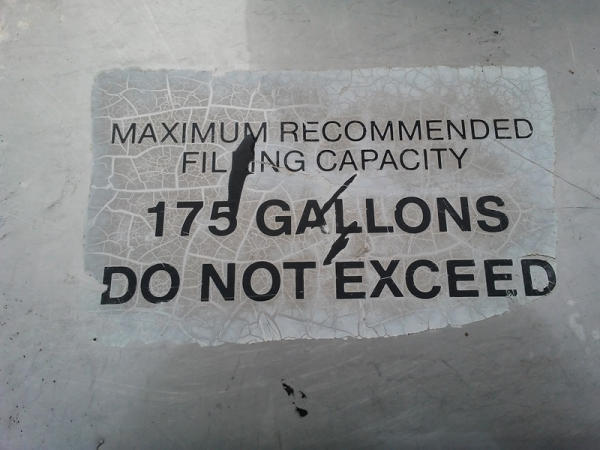 MAXIMUM RECOMMENDED
FILLING CAPACITY
175 GALLONS
DO NOT EXCEED